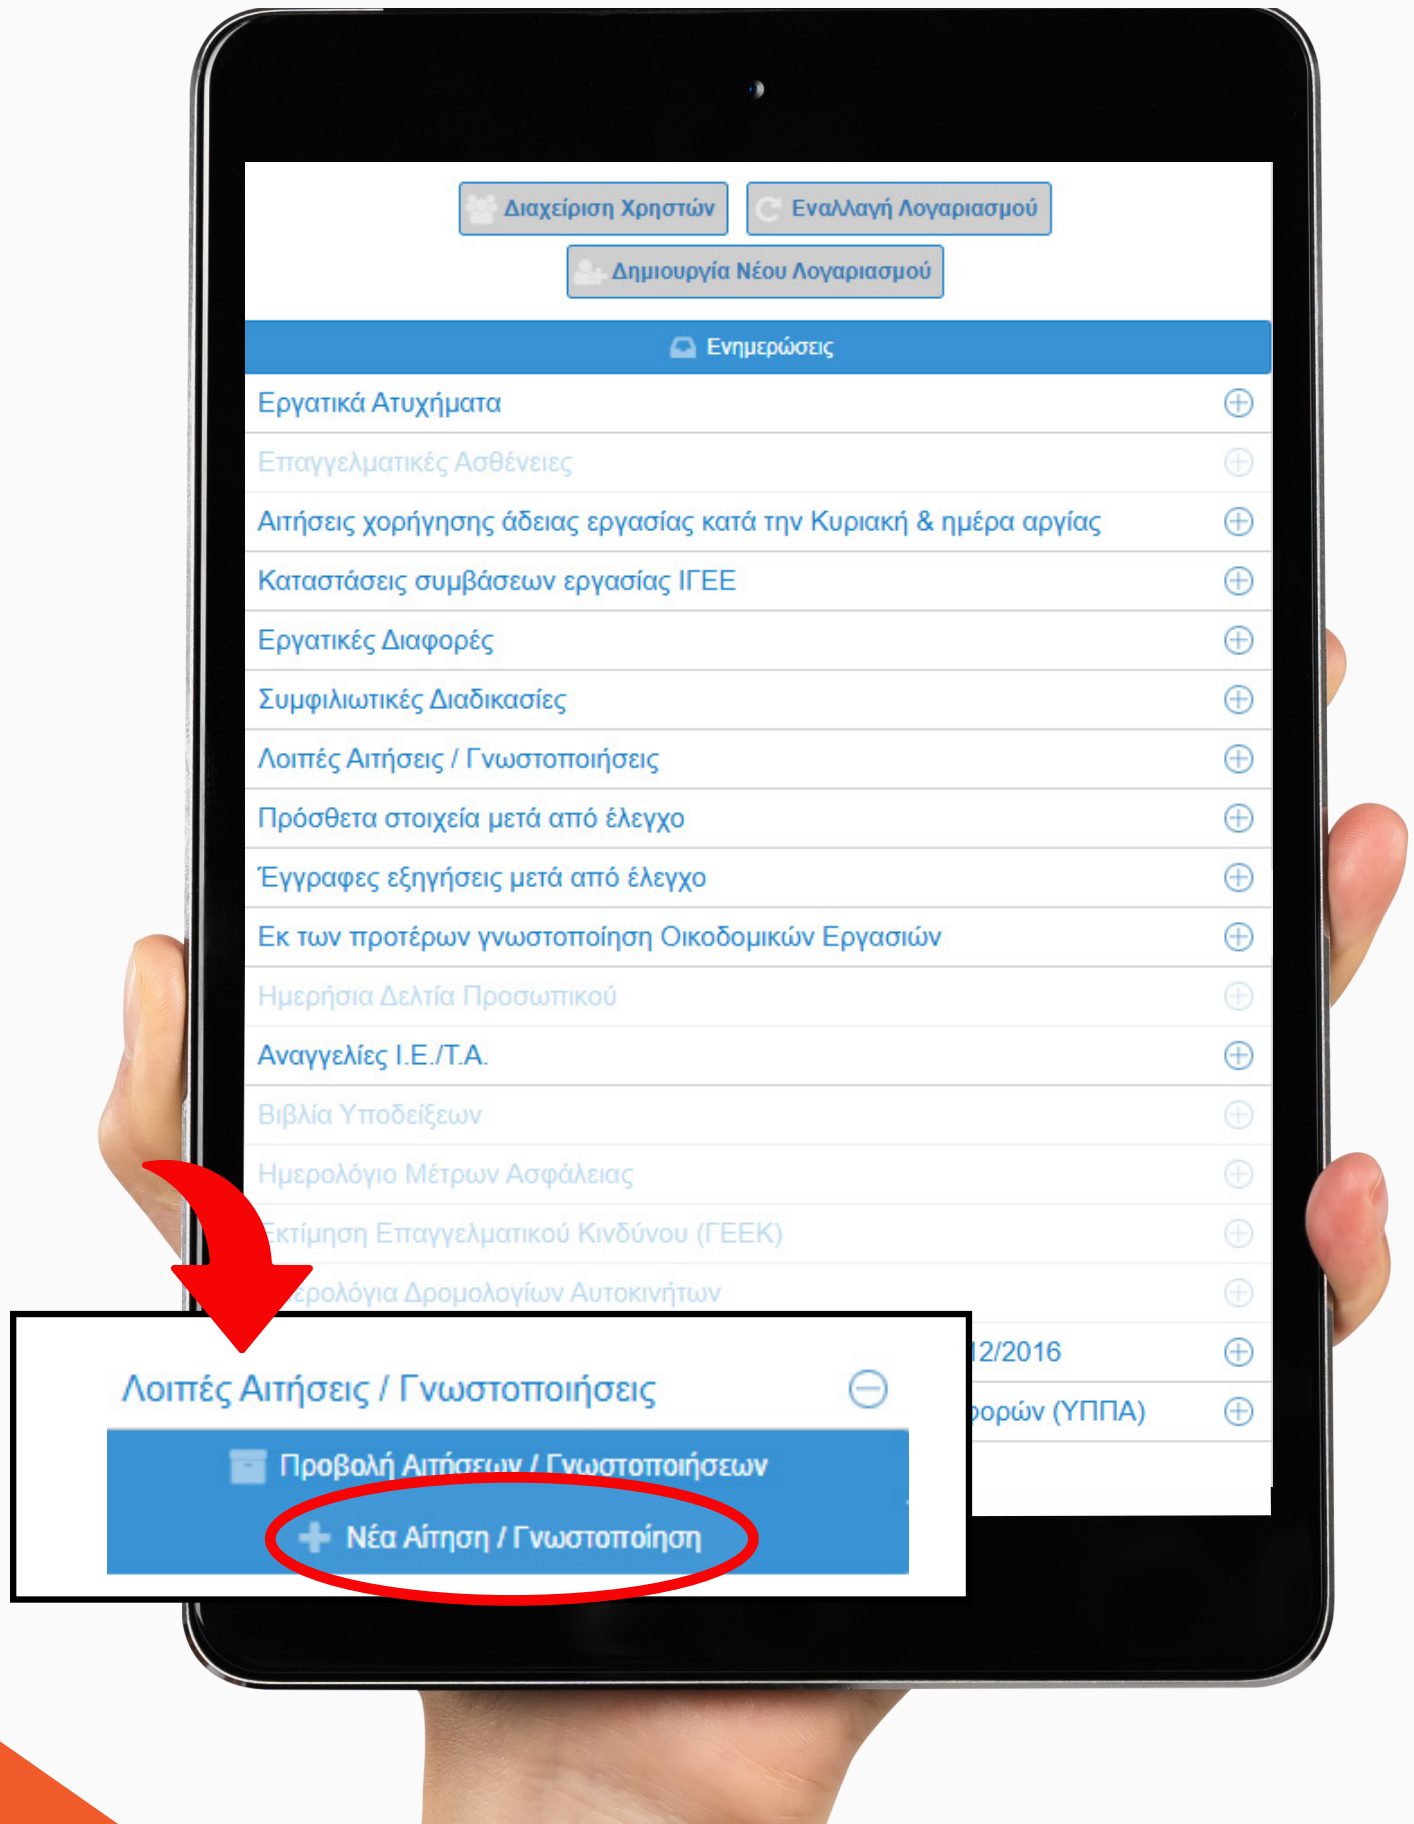 Διαχείριση Χρηστών
Εναλλαγή Λογαριασμού
Δημιουργία Νέου Λογαριασμού
Ενημερώσεις
Εργατικά Ατυχήματα
Επαγγελματικές Ασθένειες
Αιτήσεις χορήγησης άδειας εργασίας κατά την Κυριακή & ημέρα αργίας
Καταστάσεις συμβάσεων εργασίας ΙΓΕΕ
Εργατικές Διαφορές
Συμφιλιωτικές Διαδικασίες
Λοιπές Αιτήσεις / Γνωστοποιήσεις
Πρόσθετα στοιχεία μετά από έλεγχο
Έγγραφες εξηγήσεις μετά από έλεγχο
Εκ των προτέρων γνωστοποίηση Οικοδομικών Εργασιών
Ημερήσια Δελτία Προσωπικού
Αναγγελίες Ι.Ε./Τ.Α.
Βιβλία Υποδείξεων
Ημερολόγιο Μέτρων Ασφάλειας
Εκτίμηση Επαγγελματικού Κινδύνου (ΓΕΕΚ)
Δρομολογίων Αυτοκινήτων
12/2016
(ΥΠΠΑ)
Λοιπές Αιτήσεις / Γνωστοποιήσεις
Προβολή Αιτήσεων / Γνωστοποιήσεων
Νέα Αίτηση / Γνωστοποίηση